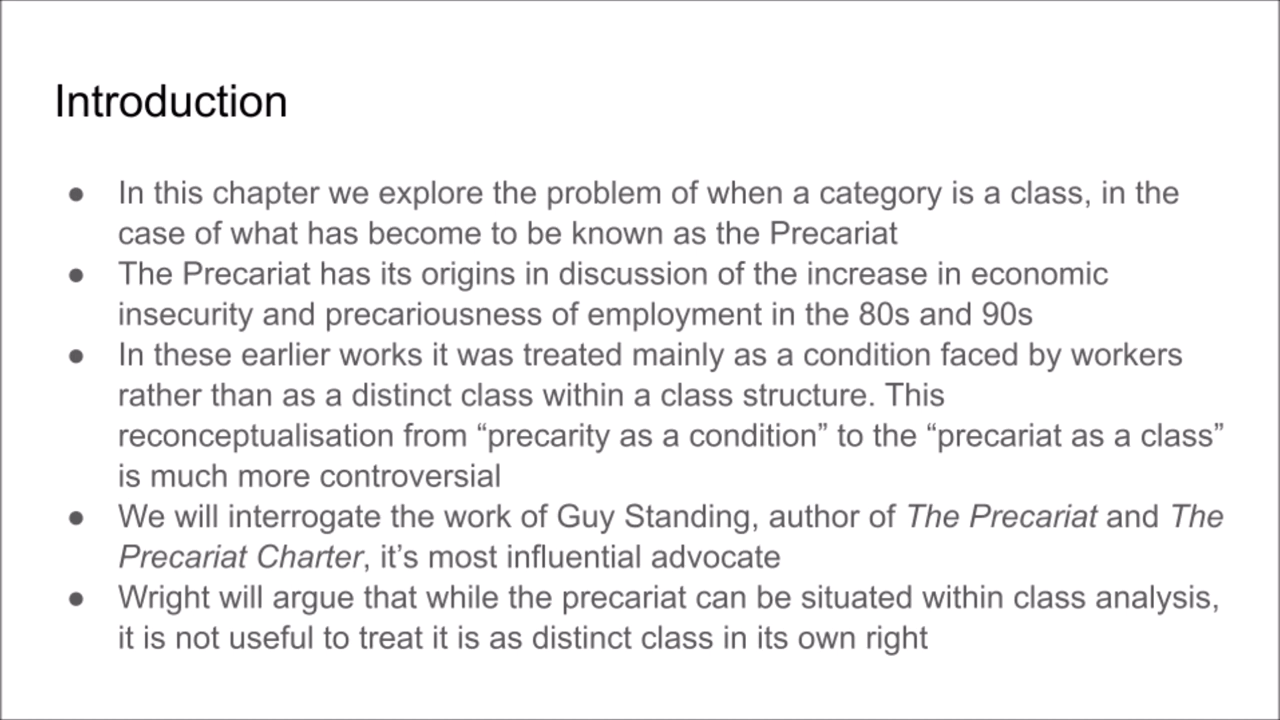 Introduction
● In this chapter we explore the problem of when a category is a class, in the
case of what has become to be known as the Precariat
● The Precariat has its origins in discussion of the increase in economic
insecurity and precariousness of employment in the 80s and 90s
● In these earlier works it was treated mainly as a condition faced by workers
rather than as a distinct class within a class structure. This
reconceptualisation from “precarity as a condition” to the “precariat as a class”
is much more controversial
● We will interrogate the work of Guy Standing, author of The Precariat and The
Precariat Charter, it’s most influential advocate
● Wright will argue that while the precariat can be situated within class analysis,
it is not useful to treat it is as distinct class in its own right